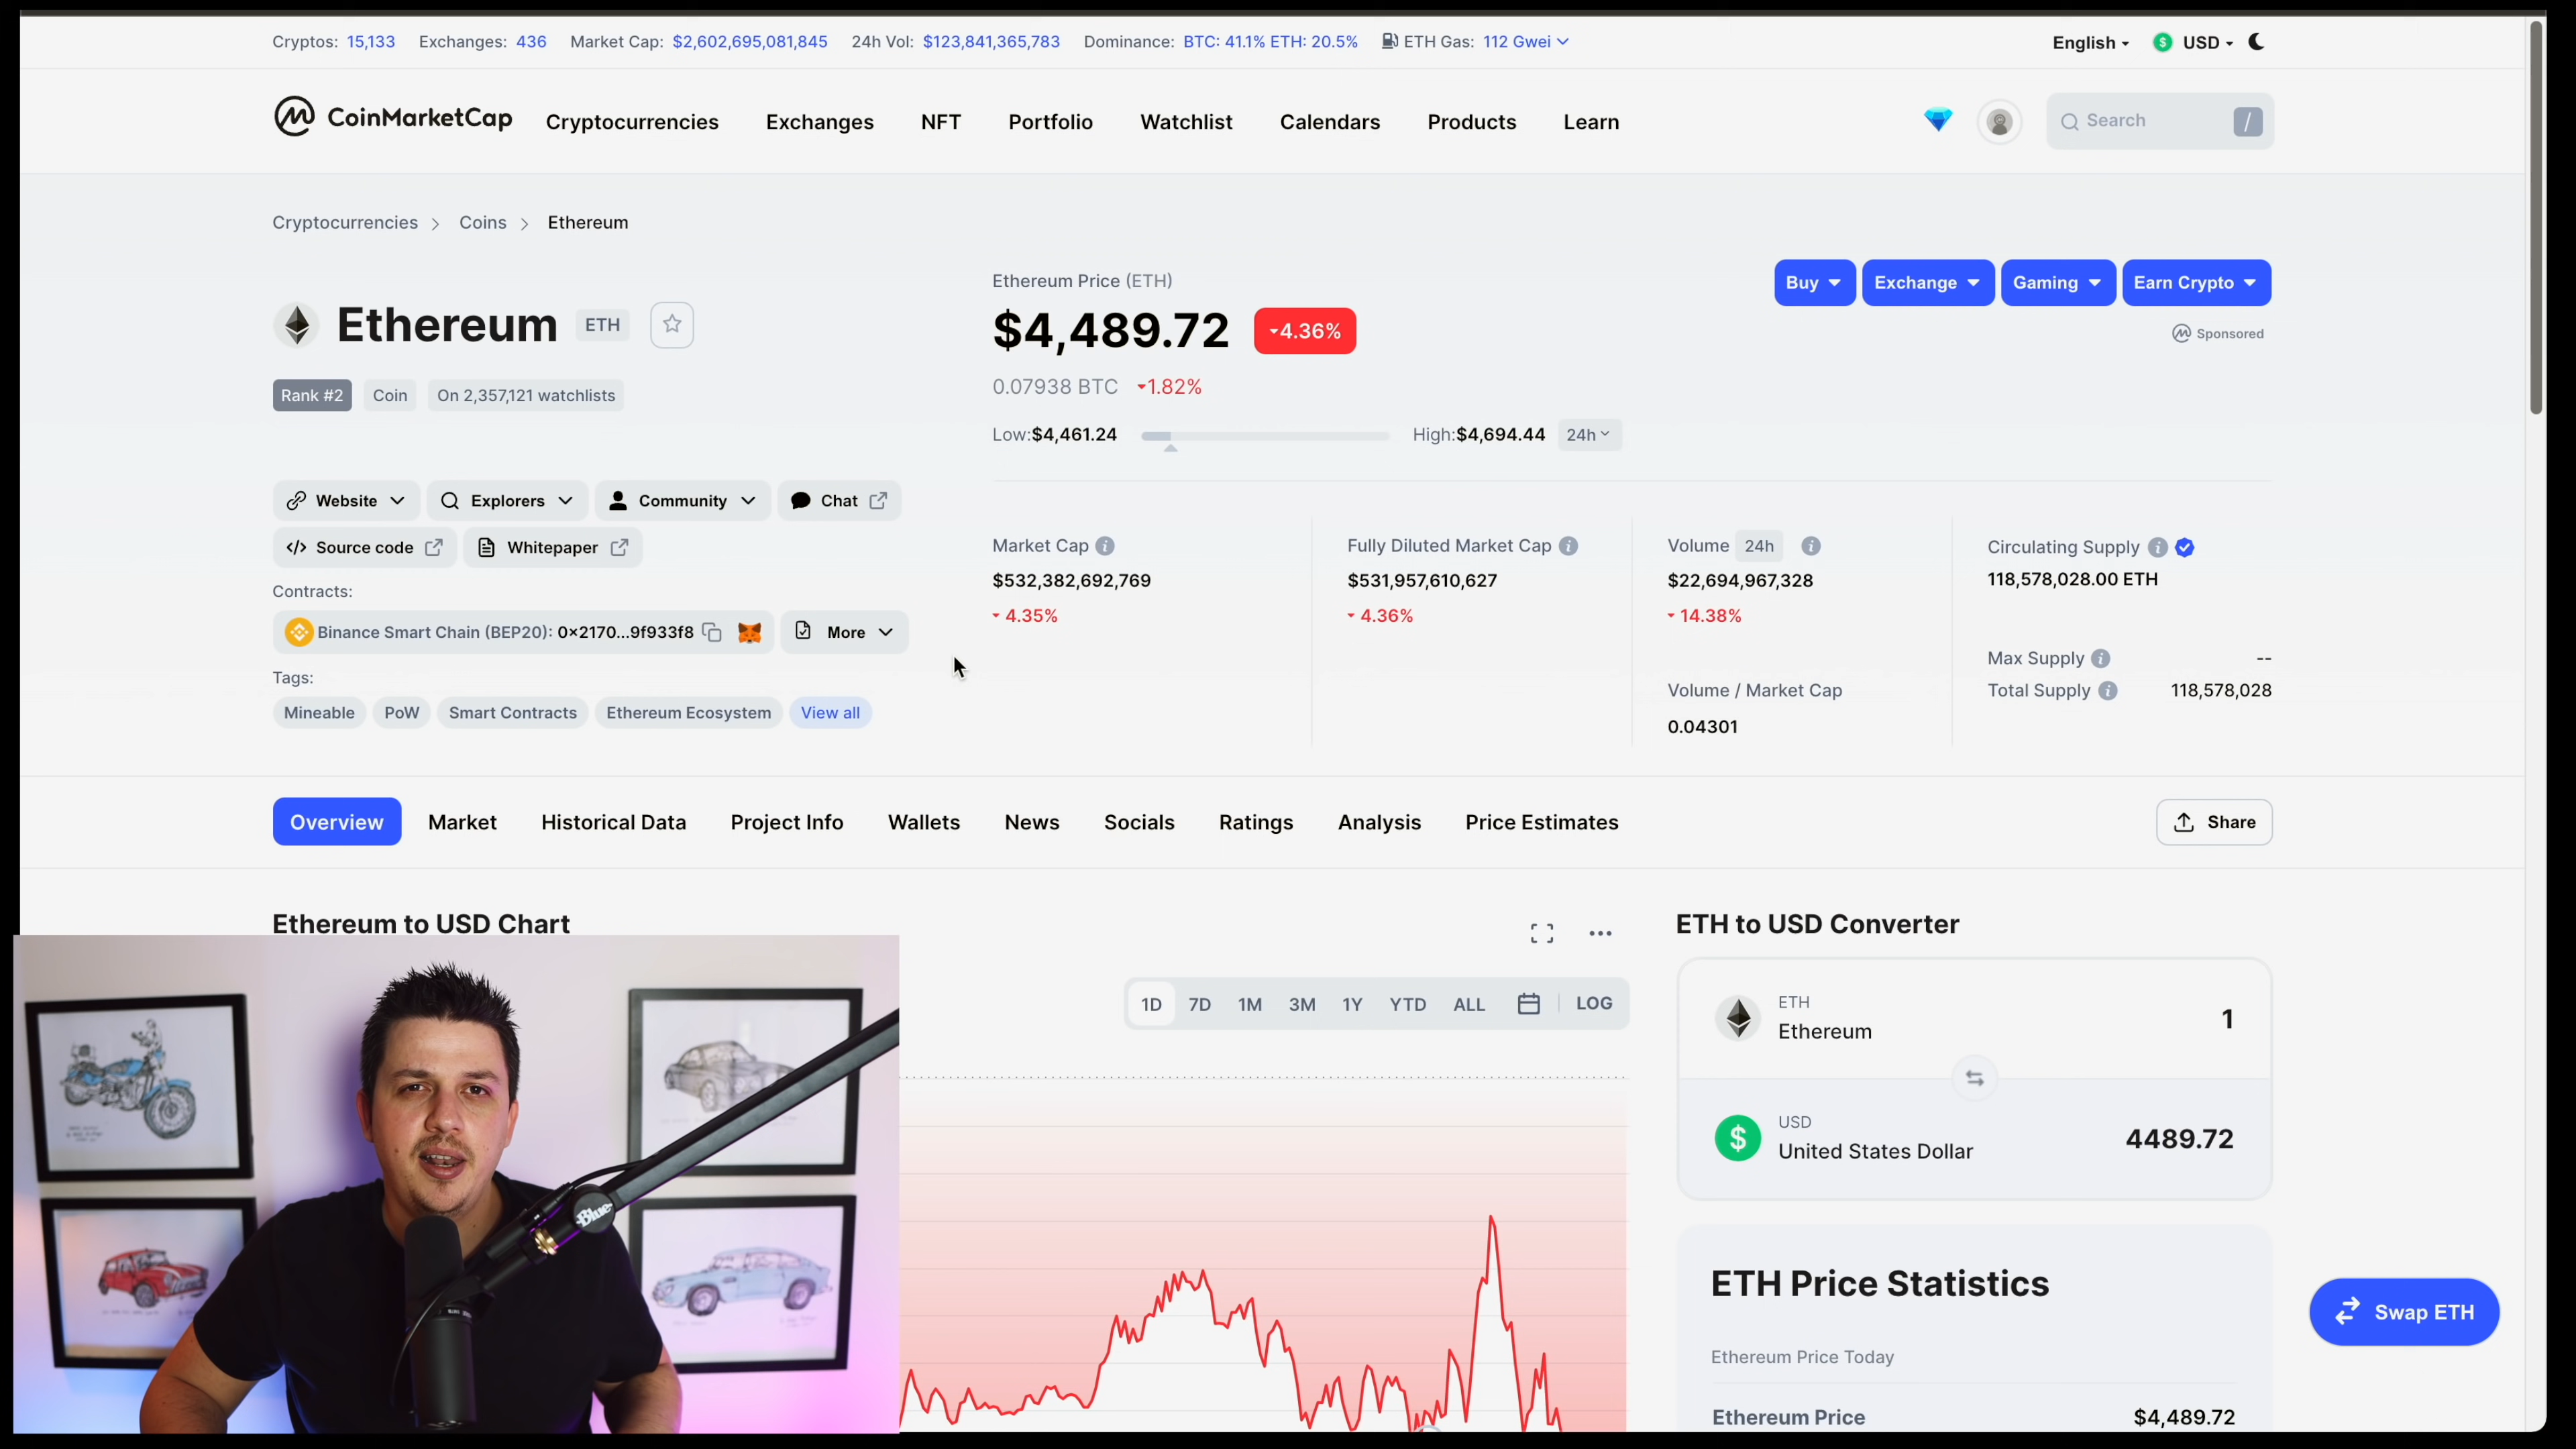 Cryptos: 15,133 Exchanges: 436 Market Cap: $2,602,695,081,845 24h Vol: $123,841,365,783 Dominance: BTC: 41.1% ETH: 20.5% ETH Gas: 112 Gwei English USD
CoinMarketCap Cryptocurrencies Exchanges NFT Portfolio Watchlist Calendars Products Learn Search /
Cryptocurrencies > Coins > Ethereum
Ethereum ETH
Rank #2 Coin On 2,357,121 watchlists
Website Explorers Community Chat
Source code Whitepaper
Contracts:
Binance Smart Chain (BEP20): 0×2170...9f933f8 More
Tags:
Mineable PoW Smart Contracts Ethereum Ecosystem View all
Ethereum Price (ETH)
$4,489.72 4.36%
0.07938 BTC 1.82%
Low:$4,461.24 High:$4,694.44 24h
Buy Exchange Gaming Earn Crypto
Sponsored
Market Cap
$532,382,692,769
4.35%
Fully Diluted Market Cap
$531,957,610,627
4.36%
Volume 24h
$22,694,967,328
14.38%
Volume / Market Cap
0.04301
Circulating Supply
118,578,028.00 ETH
Max Supply --
Total Supply 118,578,028
Overview Market Historical Data Project Info Wallets News Socials Ratings Analysis Price Estimates Share
Ethereum to USD Chart
1D 7D 1M 3M 1Y YTD ALL LOG
Blue
ETH to USD Converter
ETH
Ethereum 1
USD
United States Dollar 4489.72
ETH Price Statistics
Ethereum Price Today
Ethereum Price $4,489.72
Swap ETH